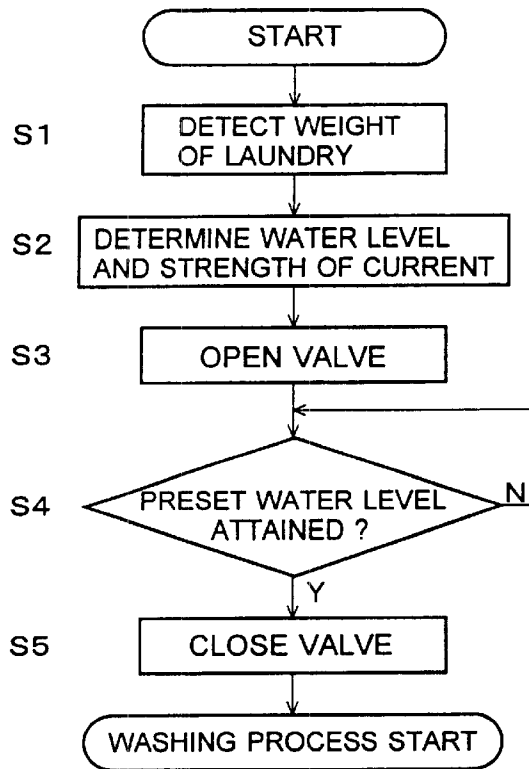 START
S1
DETECT WEIGHT
OF LAUNDRY
S2
DETERMINE WATER LEVEL
AND STRENGTH OF CURRENT
S3
OPEN VALVE
S4
PRESET WATER LEVEL
ATTAINED ?
N
Y
S5
CLOSE VALVE
WASHING PROCESS START